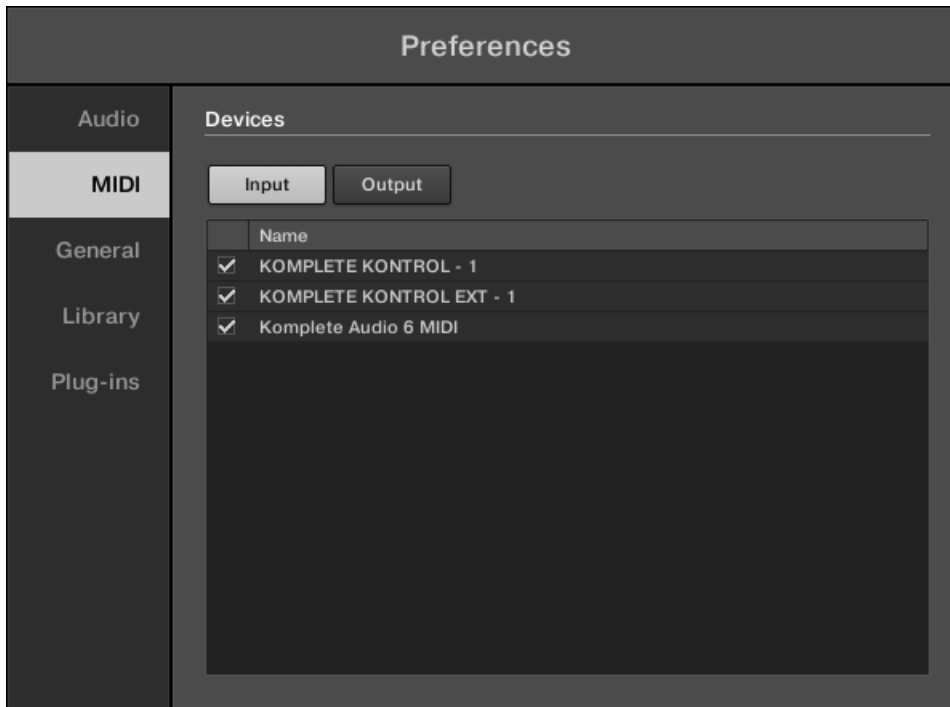 Preferences
Audio
MIDI
General
Library
Plug-ins
Devices
Input Output
Name
KOMPLETE KONTROL - 1
KOMPLETE KONTROL EXT - 1
Komplete Audio 6 MIDI